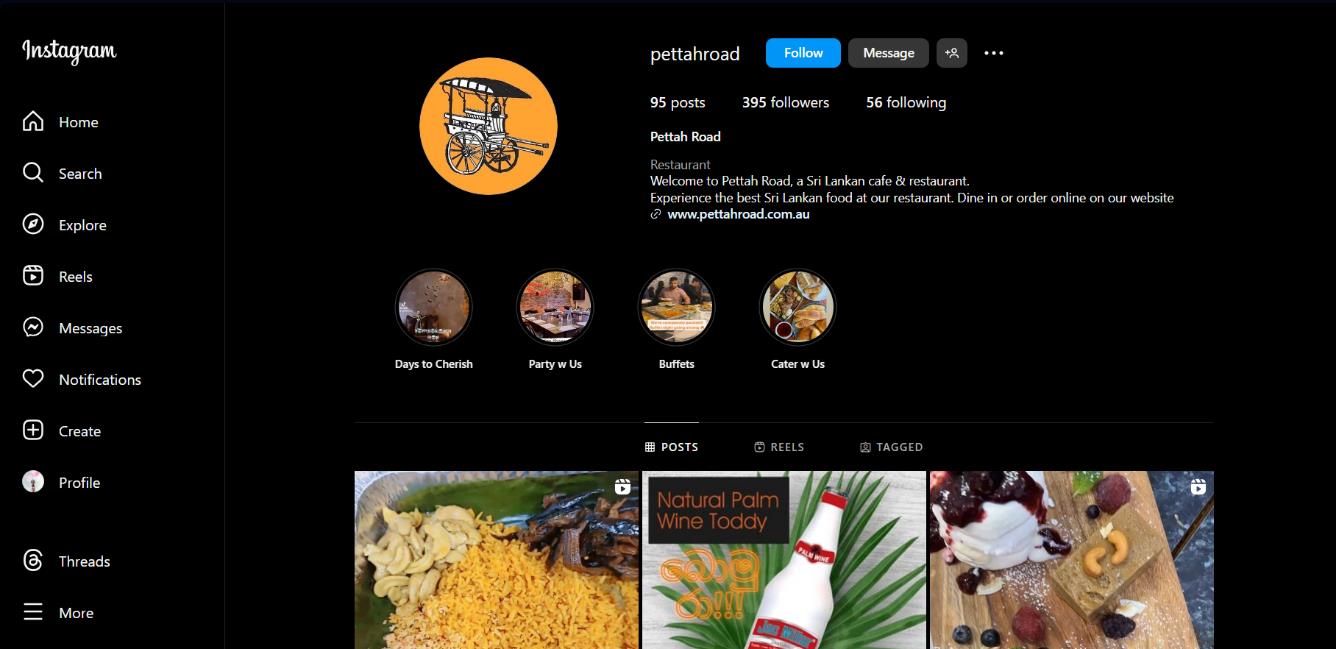 Instagram
Home
Search
Explore
Reels
Messages
Notifications
Create
Profile
Threads
More
pettahroad
Follow
Message
95 posts
395 followers
56 following
Pettah Road
Restaurant
Welcome to Pettah Road, a Sri Lankan cafe & restaurant.
Experience the best Sri Lankan food at our restaurant. Dine in or order online on our website
www.pettahroad.com.au
Days to Cherish
Party w Us
Buffets
Cater w Us
POSTS
REELS
TAGGED
Natural Palm
Wine Toddy
PALM WINE